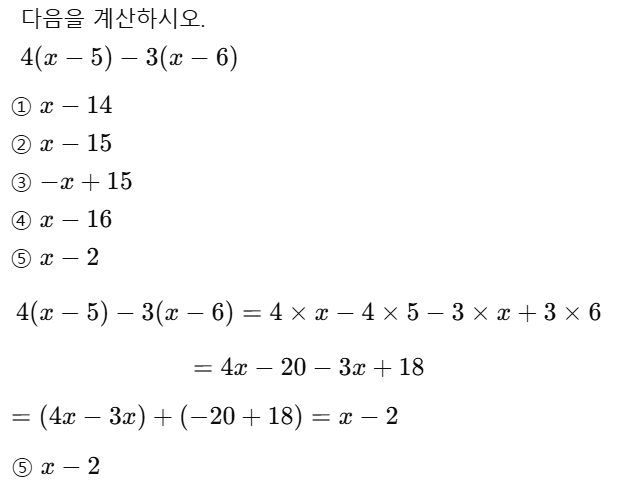 다음을 계산하시오.
4(x − 5) − 3(x − 6)
① x − 14
② x − 15
③ −x + 15
④ x − 16
⑤ x − 2
4(x − 5) − 3(x − 6) = 4 × x − 4 × 5 − 3 × x + 3 × 6
= 4x − 20 − 3x + 18
= (4x − 3x) + (−20 + 18) = x − 2
⑤ x − 2